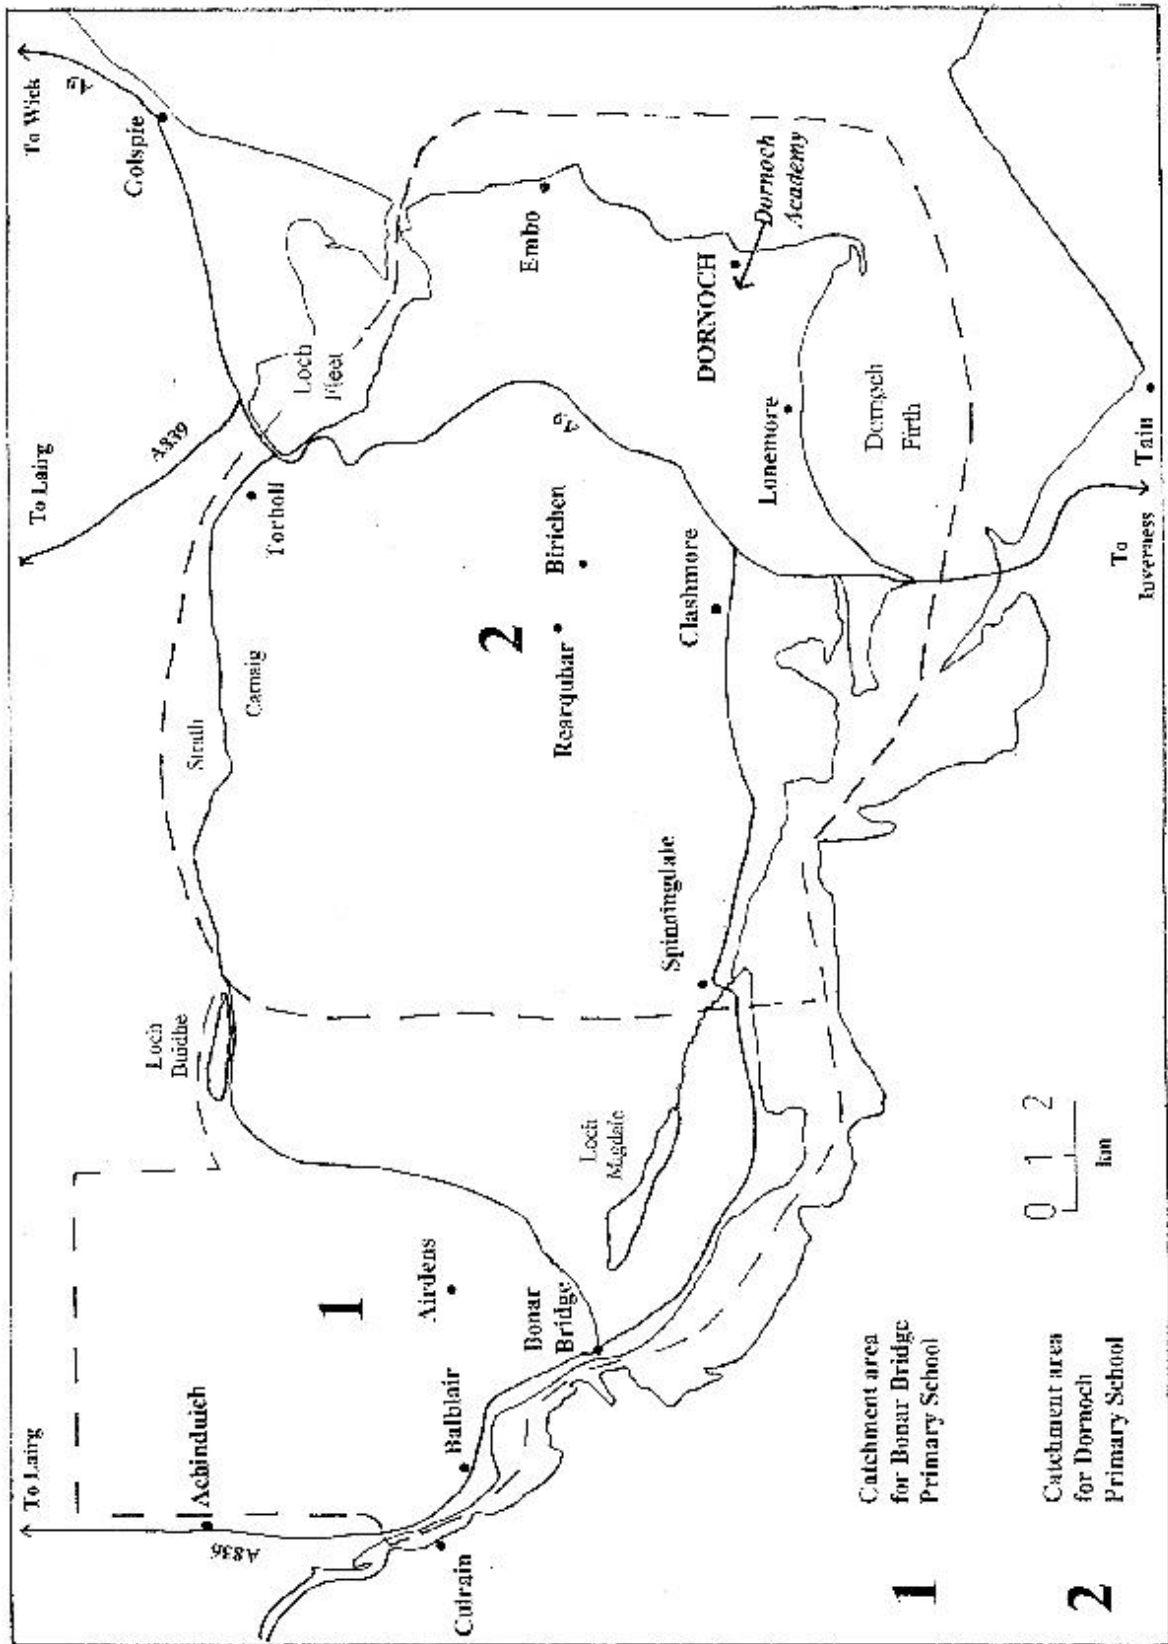 To Lairg
To Lairg
To Wick
A9
Golspie
A836
Achinduich
A839
1
Loch
Buidhe
Strath
Carnaig
Torboll
Loch
Fleet
Culrain
Balblair
Airdens
Bonar
Bridge
2
Rearquhar
Birichen
A9
Embo
Loch
Migdale
Spinningdale
Clashmore
Lonemore
DORNOCH
Dornoch
Academy
Dornoch
Firth
1
Catchment area
for Bonar Bridge
Primary School
2
Catchment area
for Dornoch
Primary School
0 1 2
km
To
Inverness
Tain